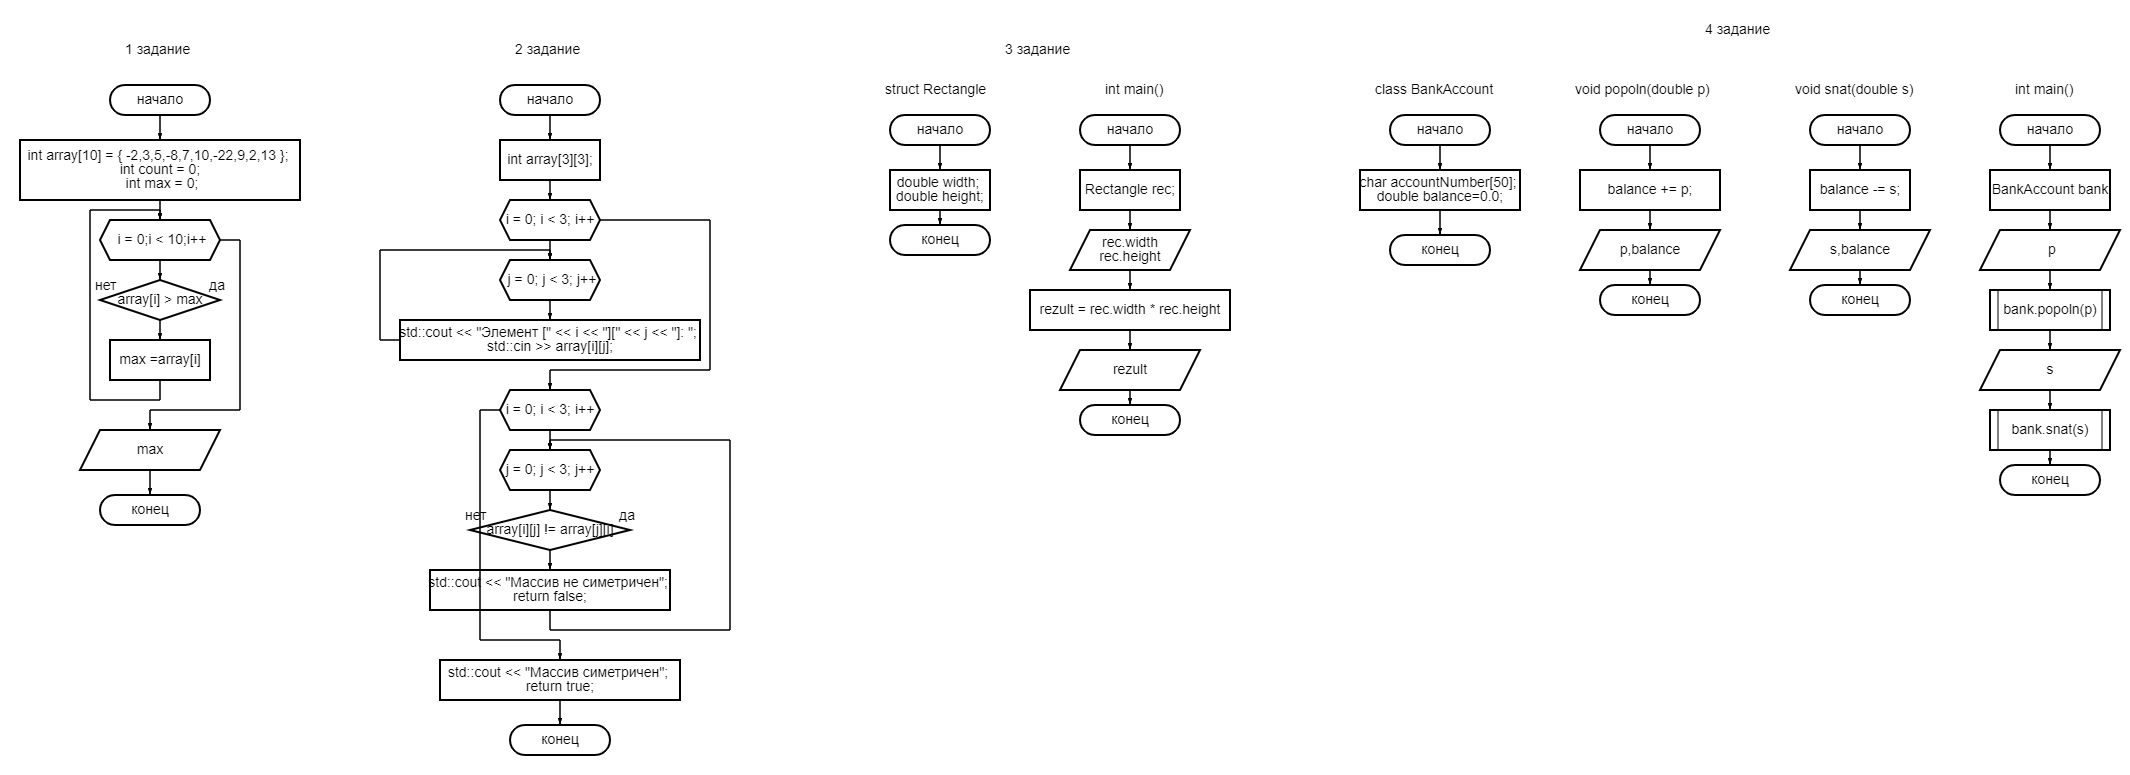 1 задание
начало
int array[10] = { -2,3,5,-8,7,10,-22,9,2,13 };
int count = 0;
int max = 0;
i = 0;i < 10;i++
нет
да
array[i] > max
max =array[i]
max
конец
2 задание
начало
int array[3][3];
i = 0; i < 3; i++
j = 0; j < 3; j++
std::cout << "Элемент [" << i << "][" << j << "]: ";
std::cin >> array[i][j];
i = 0; i < 3; i++
j = 0; j < 3; j++
нет
да
array[i][j] != array[j][i]
std::cout << "Массив не симетричен";
return false;
std::cout << "Массив симетричен";
return true;
конец
3 задание
struct Rectangle
начало
double width;
double height;
конец
int main()
начало
Rectangle rec;
rec.width
rec.height
rezult = rec.width * rec.height
rezult
конец
4 задание
class BankAccount
начало
char accountNumber[50];
double balance=0.0;
конец
void popoln(double p)
начало
balance += p;
p,balance
конец
void snat(double s)
начало
balance -= s;
s,balance
конец
int main()
начало
BankAccount bank
p
bank.popoln(p)
s
bank.snat(s)
конец